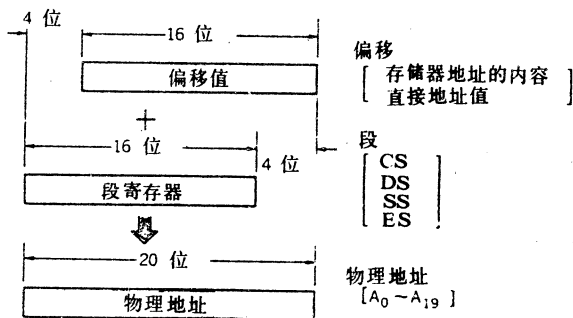 4 位
16 位
偏移值
偏移
[ 存储器地址的内容
直接地址值 ]
+
16 位
4 位
段寄存器
段
[ CS
DS
SS
ES ]
20 位
物理地址
物理地址
[A₀～A₁₉]